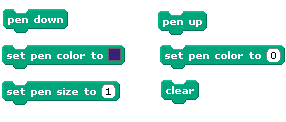 pen down
pen up
set pen color to
set pen color to 0
set pen size to 1
clear